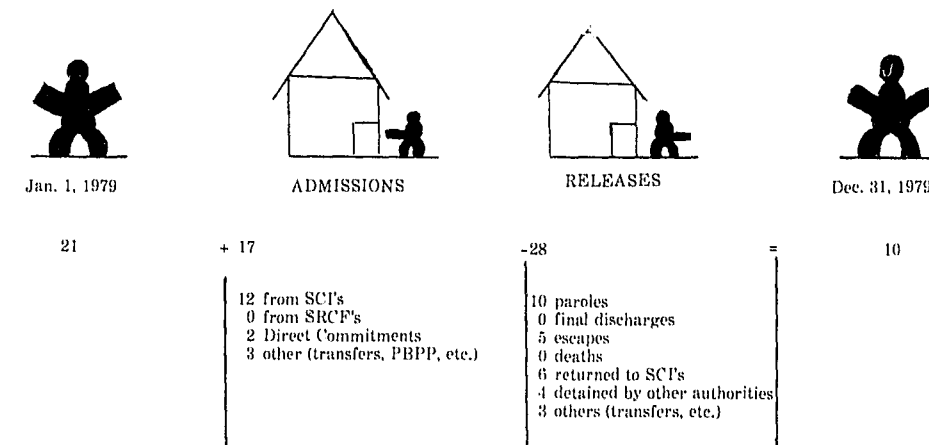 Jan. 1, 1979
ADMISSIONS
RELEASES
Dec. 31, 1979
21
+ 17
-28
=
10
12 from SCI's
0 from SRCF's
2 Direct Commitments
3 other (transfers, PBPP, etc.)
10 paroles
0 final discharges
5 escapes
0 deaths
6 returned to SCI's
4 detained by other authorities
3 others (transfers, etc.)